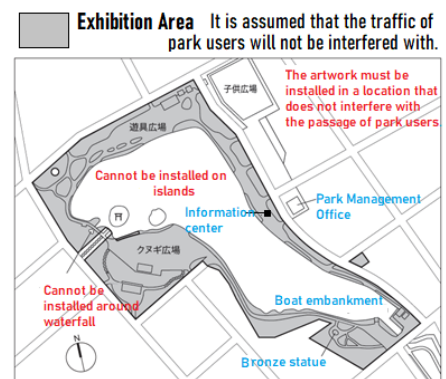 Exhibition Area It is assumed that the traffic of
park users will not be interfered with.
子供広場
The artwork must be
installed in a location that
does not interfere with
the passage of park users
遊具広場
Cannot be installed on
islands
Park Management
Office
Information
center
クヌギ広場
Cannot be
installed around
waterfall
Boat embankment
N
Bronze statue